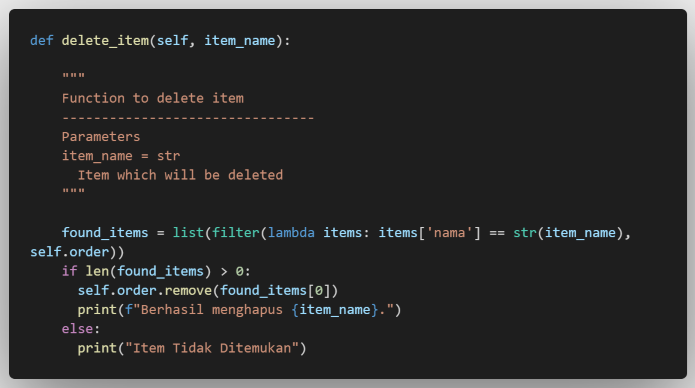 def delete_item(self, item_name):
"""
Function to delete item
--------------------------------
Parameters
item_name = str
Item which will be deleted
"""
found_items = list(filter(lambda items: items['nama'] == str(item_name),
self.order))
if len(found_items) > 0:
self.order.remove(found_items[0])
print(f"Berhasil menghapus {item_name}.")
else:
print("Item Tidak Ditemukan")